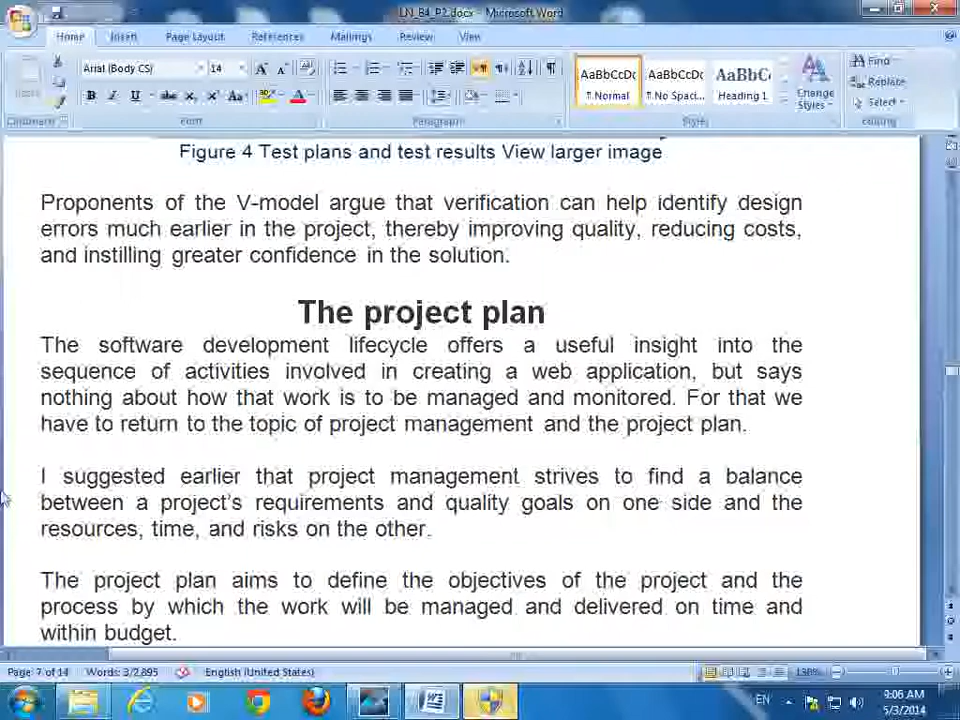 LN_B4_P2.docx - Microsoft Word
Home Insert Page Layout References Mailings Review View
Arial (Body CS) 14 AaBbCcDc AaBbCcDc AaBbC Find
Replace
B I U abc x₂ x² Aa A ¶ Normal ¶ No Spaci... Heading 1 Change Styles Select
Clipboard Font Paragraph Styles Editing
Figure 4 Test plans and test results View larger image
Proponents of the V-model argue that verification can help identify design
errors much earlier in the project, thereby improving quality, reducing costs,
and instilling greater confidence in the solution.
The project plan
The software development lifecycle offers a useful insight into the
sequence of activities involved in creating a web application, but says
nothing about how that work is to be managed and monitored. For that we
have to return to the topic of project management and the project plan.
I suggested earlier that project management strives to find a balance
between a project's requirements and quality goals on one side and the
resources, time, and risks on the other.
The project plan aims to define the objectives of the project and the
process by which the work will be managed and delivered on time and
within budget.
Page: 7 of 14 Words: 3/2,895 English (United States) 130%
EN 9:06 AM
5/3/2014